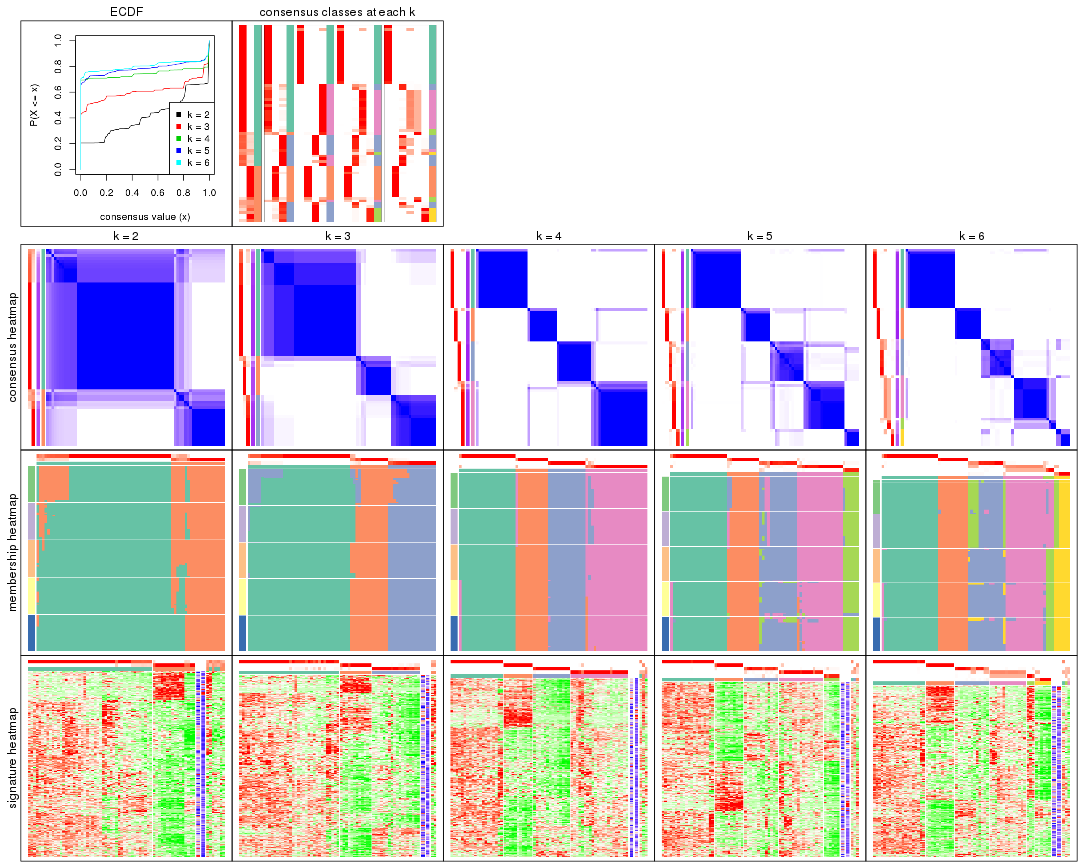 ECDF
consensus classes at each k
P(X <= x)
0.0
0.2
0.4
0.6
0.8
1.0
k = 2
k = 3
k = 4
k = 5
k = 6
0.0 0.2 0.4 0.6 0.8 1.0
consensus value (x)
k = 2
k = 3
k = 4
k = 5
k = 6
consensus heatmap
membership heatmap
signature heatmap